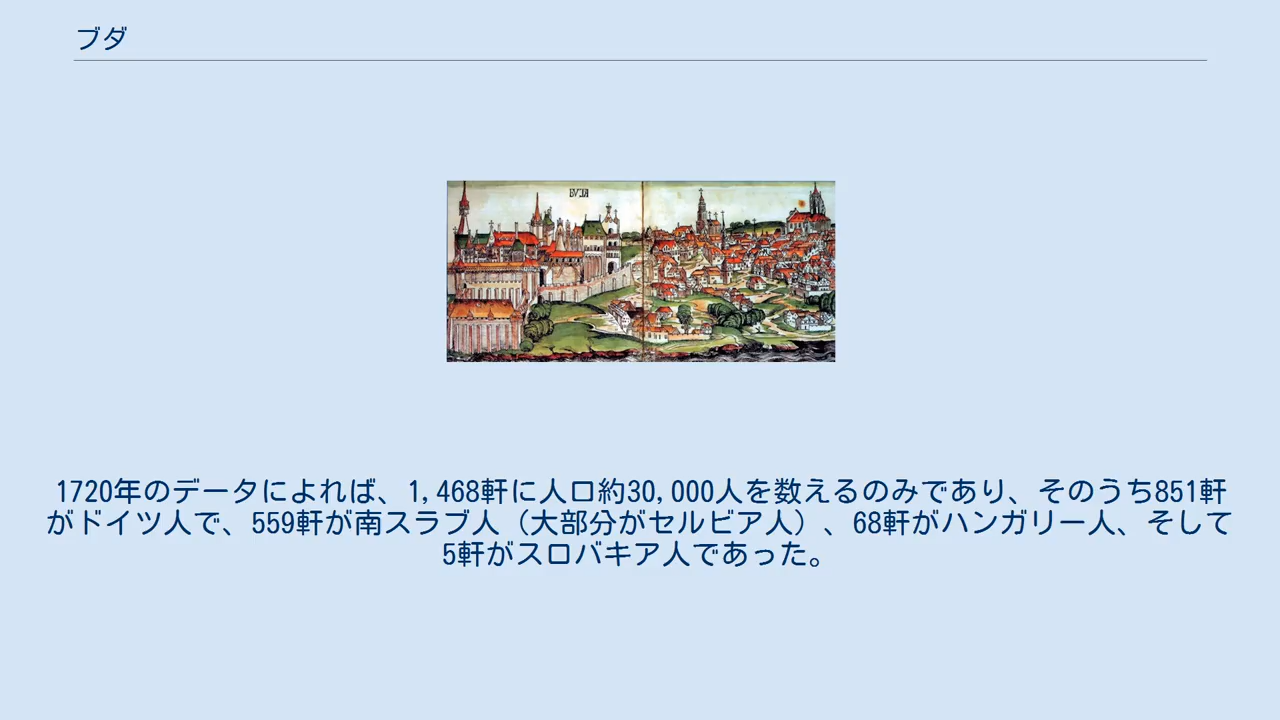 ブダ
BVDA
1720年のデータによれば、1,468軒に人口約30,000人を数えるのみであり、そのうち851軒
がドイツ人で、559軒が南スラブ人（大部分がセルビア人）、68軒がハンガリー人、そして
5軒がスロバキア人であった。